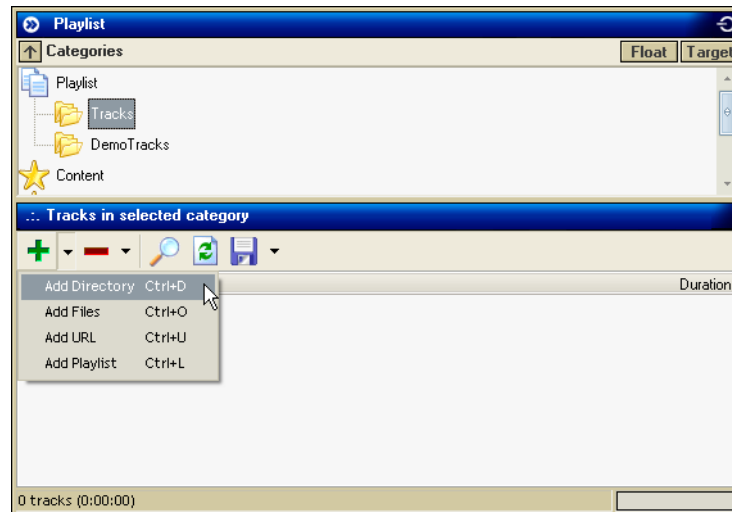 Playlist
Categories Float Target
Playlist
Tracks
DemoTracks
Content
.:. Tracks in selected category
Duration
Add Directory Ctrl+D
Add Files Ctrl+O
Add URL Ctrl+U
Add Playlist Ctrl+L
0 tracks (0:00:00)